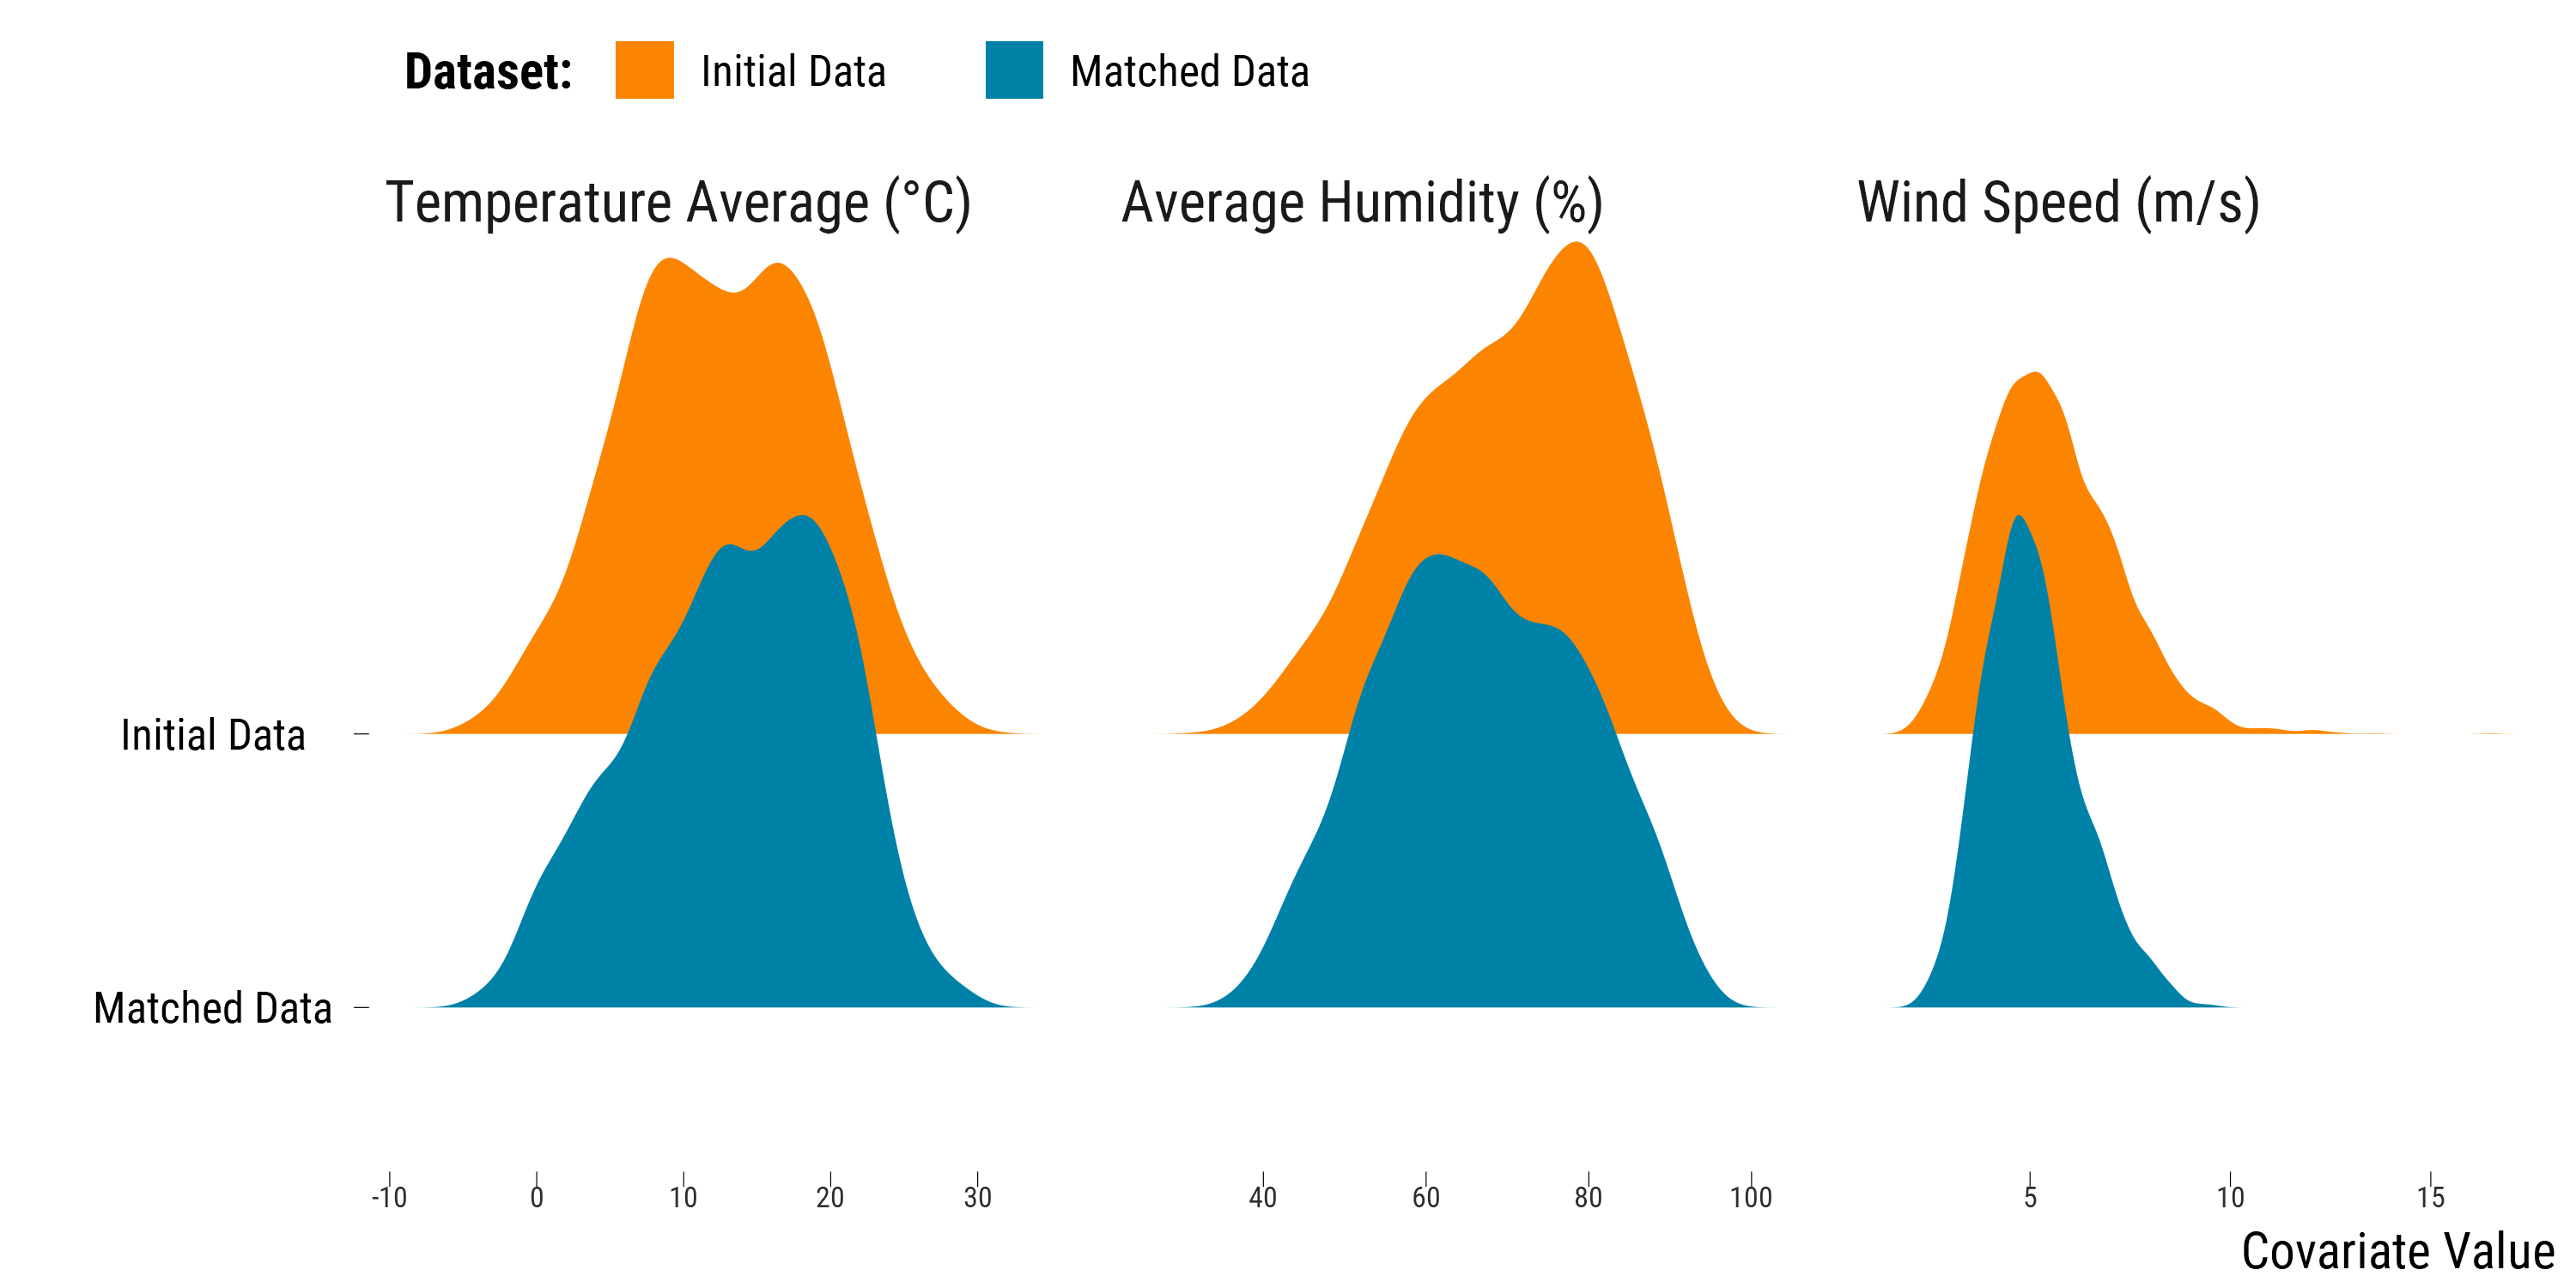 Dataset: Initial Data Matched Data
Temperature Average (°C) Average Humidity (%) Wind Speed (m/s)
Initial Data
Matched Data
-10 0 10 20 30 40 60 80 100 5 10 15
Covariate Value